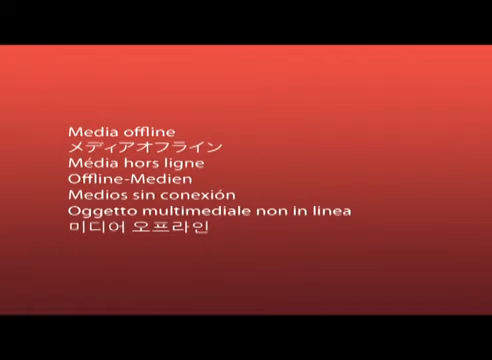 Media offline
メディアオフライン
Média hors ligne
Offline-Medien
Medios sin conexión
Oggetto multimediale non in linea
미디어 오프라인